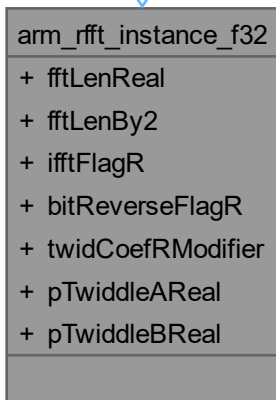 arm_rfft_instance_f32
+ fftLenReal
+ fftLenBy2
+ ifftFlagR
+ bitReverseFlagR
+ twidCoefRModifier
+ pTwiddleAReal
+ pTwiddleBReal